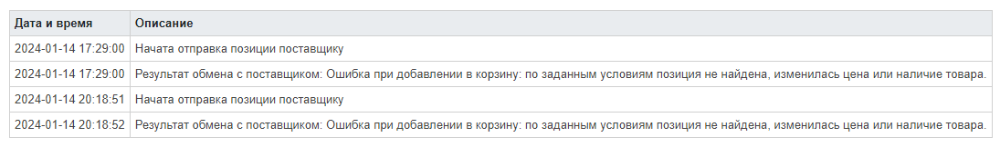 Дата и время Описание
2024-01-14 17:29:00 Начата отправка позиции поставщику
2024-01-14 17:29:00 Результат обмена с поставщиком: Ошибка при добавлении в корзину: по заданным условиям позиция не найдена, изменилась цена или наличие товара.
2024-01-14 20:18:51 Начата отправка позиции поставщику
2024-01-14 20:18:52 Результат обмена с поставщиком: Ошибка при добавлении в корзину: по заданным условиям позиция не найдена, изменилась цена или наличие товара.